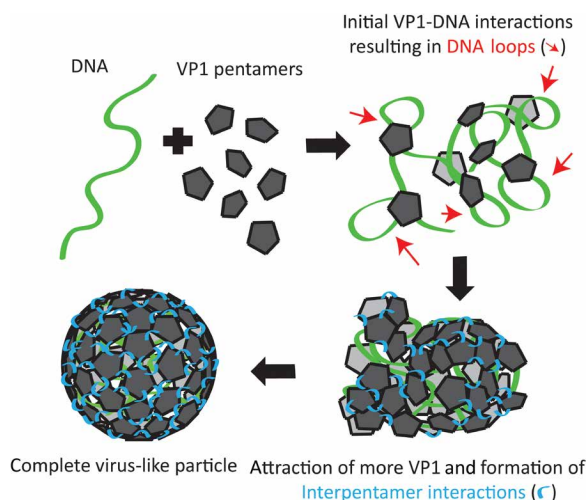 Initial VP1-DNA interactions
resulting in DNA loops (↘)
DNA
VP1 pentamers
Complete virus-like particle
Attraction of more VP1 and formation of
Interpentamer interactions ( )